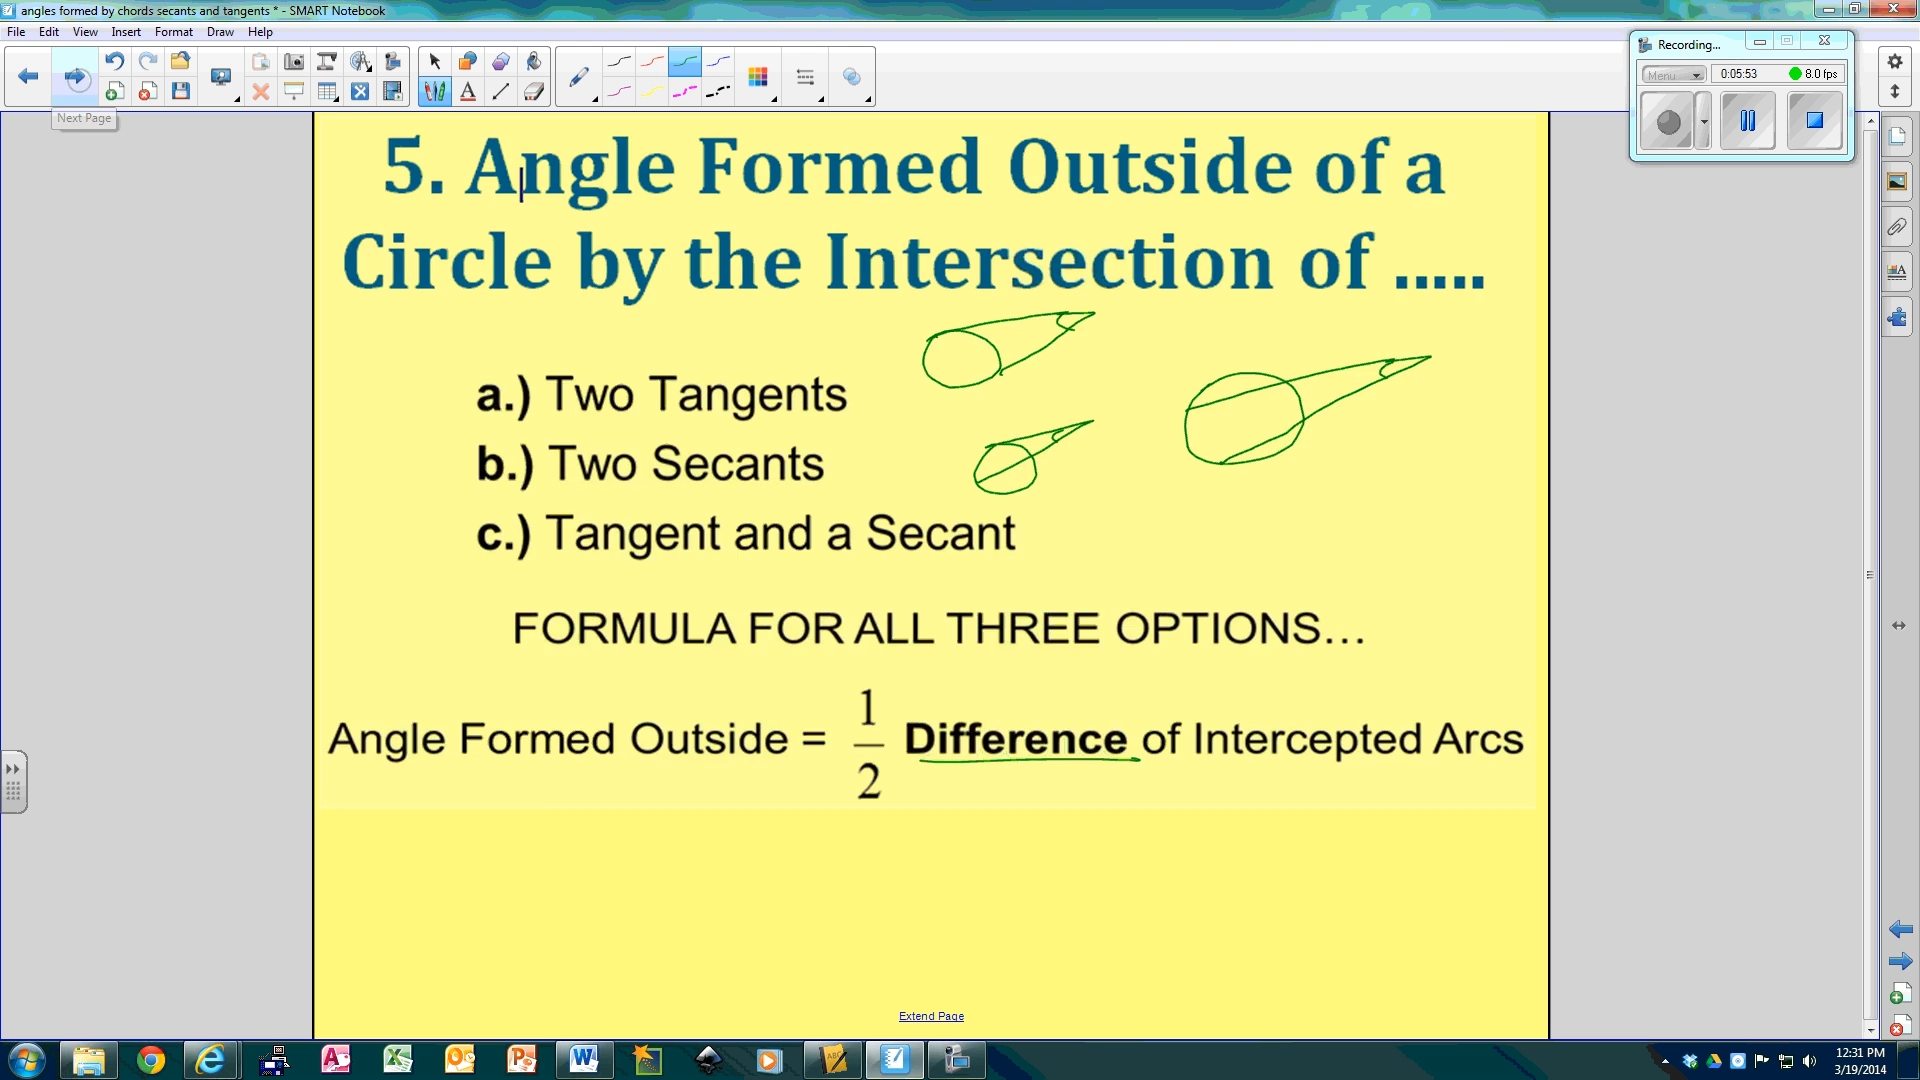 angles formed by chords secants and tangents * - SMART Notebook
File Edit View Insert Format Draw Help
Recording...
Menu 0:05:53 8.0 fps
Next Page
5. Angle Formed Outside of a
Circle by the Intersection of .....
a.) Two Tangents
b.) Two Secants
c.) Tangent and a Secant
FORMULA FOR ALL THREE OPTIONS...
Angle Formed Outside = 1/2 Difference of Intercepted Arcs
Extend Page
12:31 PM
3/19/2014